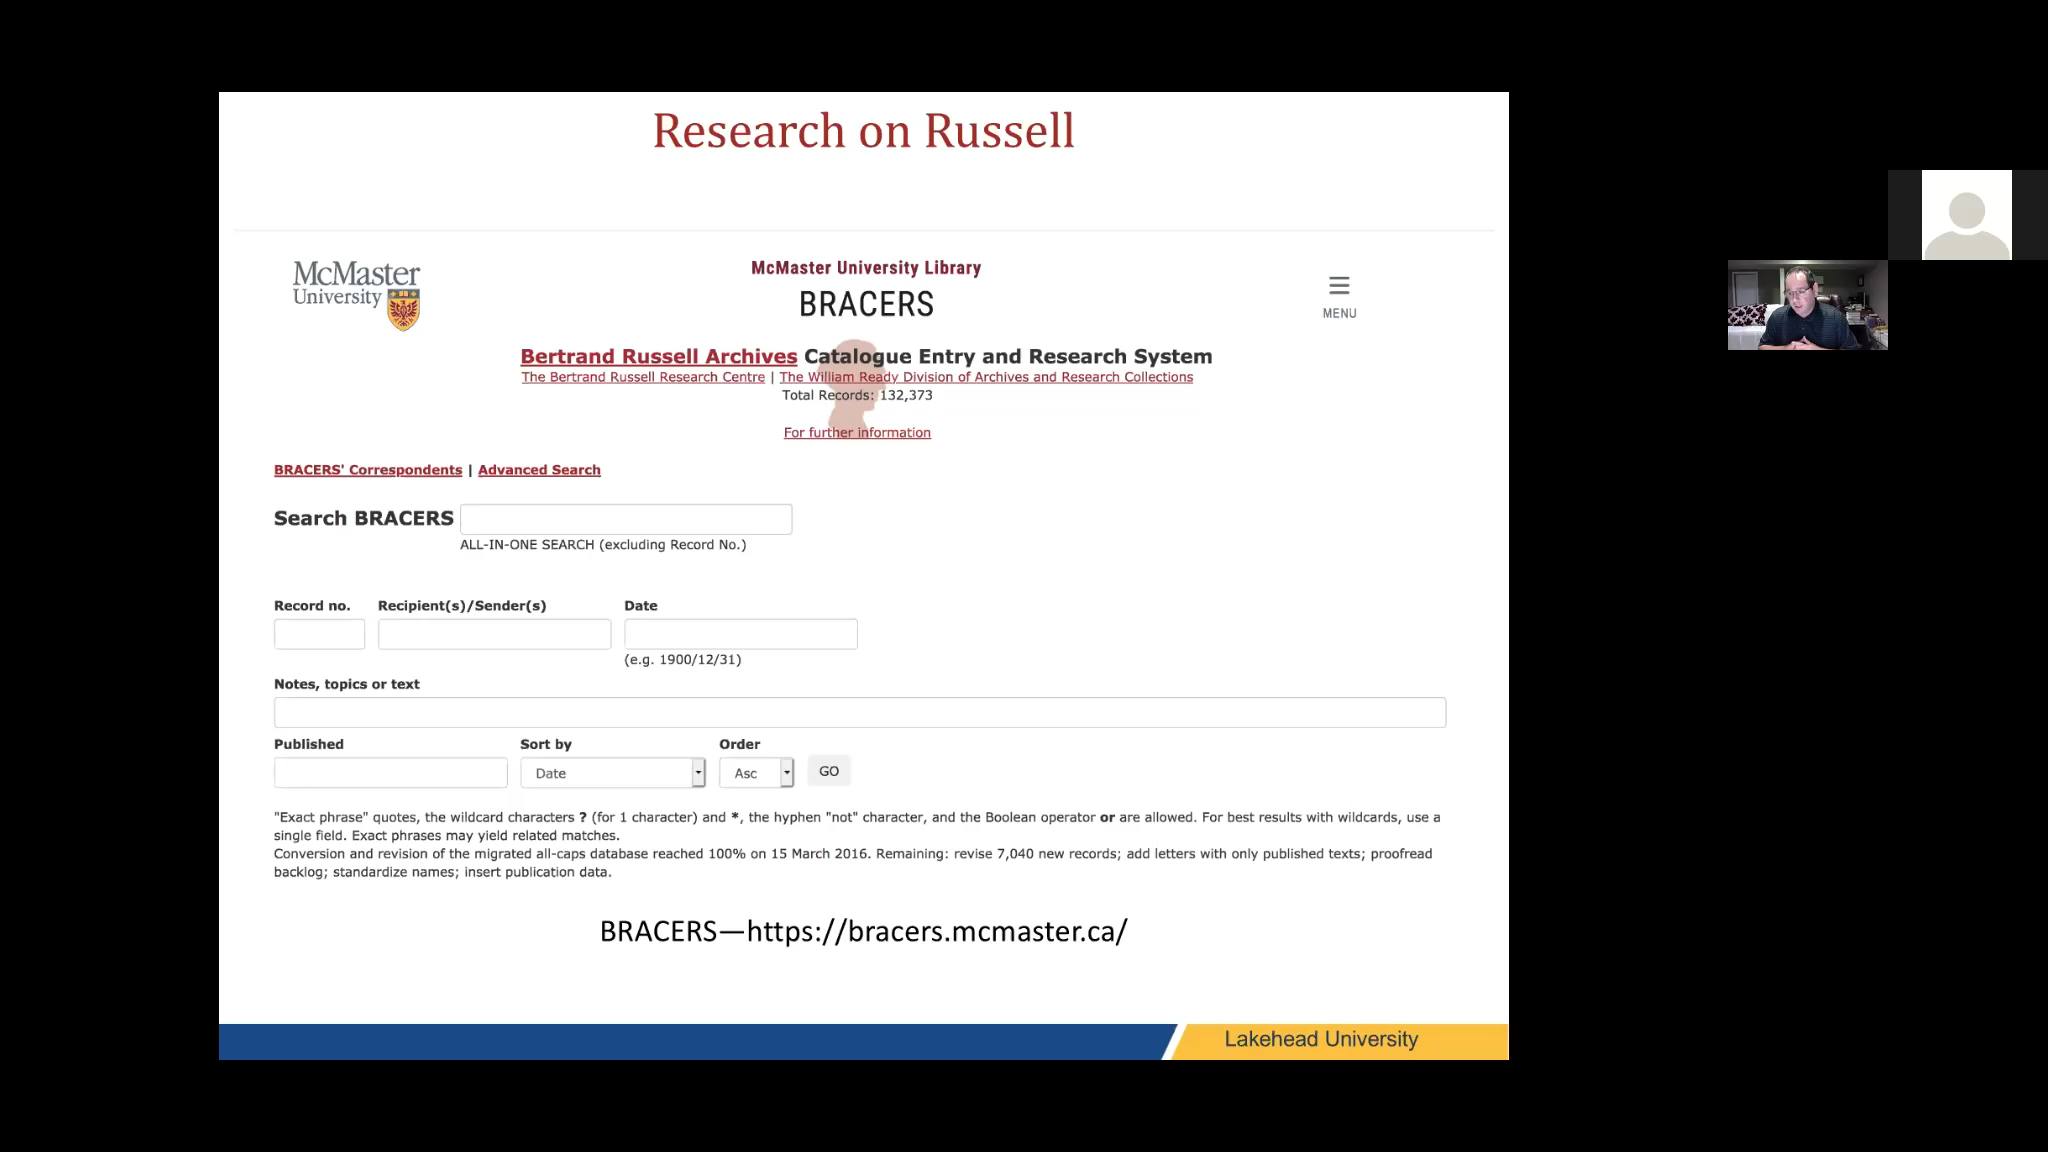 Research on Russell
McMaster
University
McMaster University Library
BRACERS
MENU
Bertrand Russell Archives Catalogue Entry and Research System
The Bertrand Russell Research Centre | The William Ready Division of Archives and Research Collections
Total Records: 132,373
For further information
BRACERS' Correspondents | Advanced Search
Search BRACERS
ALL-IN-ONE SEARCH (excluding Record No.)
Record no. Recipient(s)/Sender(s) Date
(e.g. 1900/12/31)
Notes, topics or text
Published Sort by Order
Date Asc GO
"Exact phrase" quotes, the wildcard characters ? (for 1 character) and *, the hyphen "not" character, and the Boolean operator or are allowed. For best results with wildcards, use a
single field. Exact phrases may yield related matches.
Conversion and revision of the migrated all-caps database reached 100% on 15 March 2016. Remaining: revise 7,040 new records; add letters with only published texts; proofread
backlog; standardize names; insert publication data.
BRACERS—https://bracers.mcmaster.ca/
Lakehead University